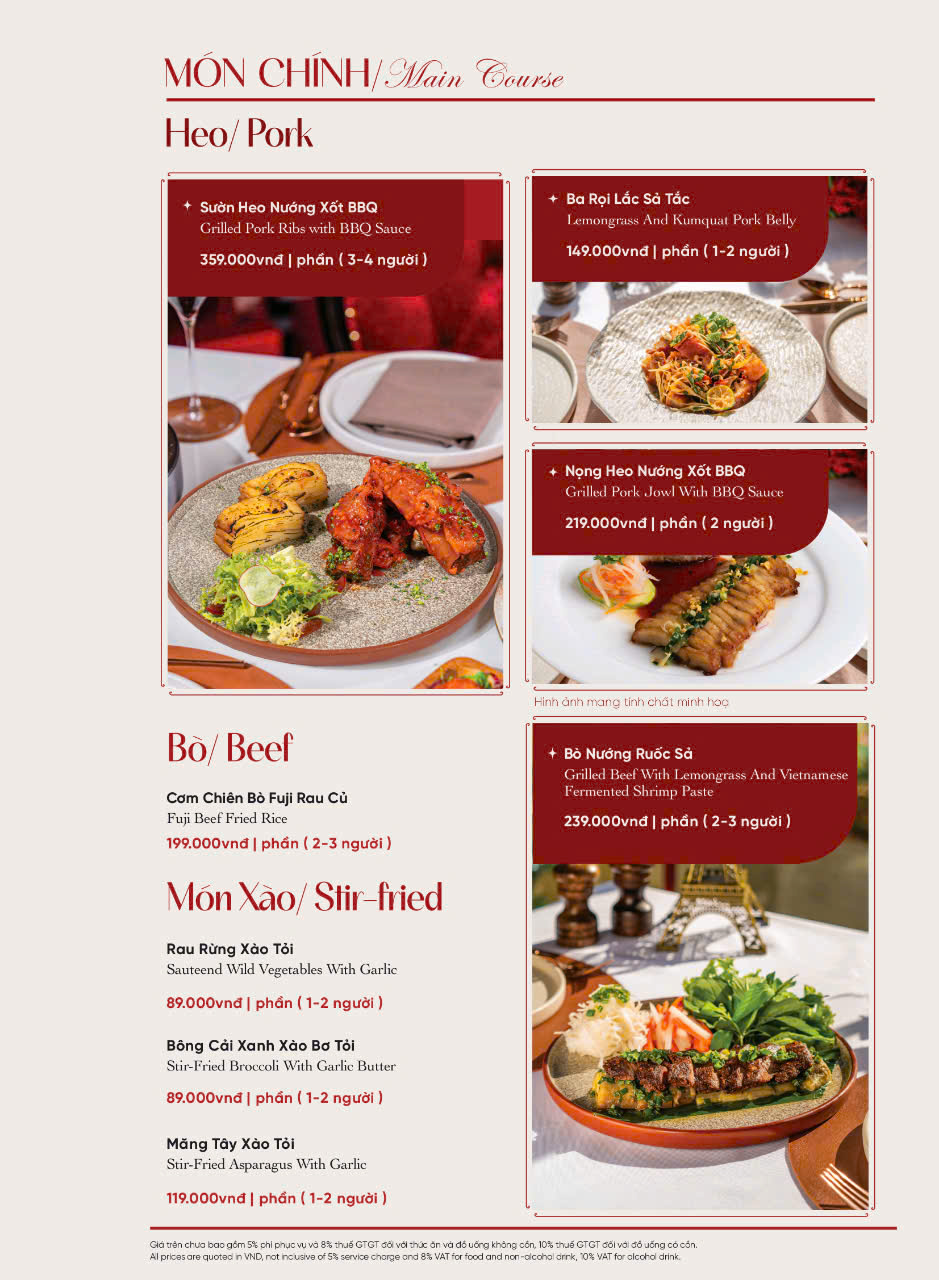 MÓN CHÍNH/Main Course
Heo/ Pork
Sườn Heo Nướng Xốt BBQ
Grilled Pork Ribs with BBQ Sauce
359.000vnđ | phần ( 3-4 người )
Ba Rọi Lắc Sả Tắc
Lemongrass And Kumquat Pork Belly
149.000vnđ | phần ( 1-2 người )
Nọng Heo Nướng Xốt BBQ
Grilled Pork Jowl With BBQ Sauce
219.000vnđ | phần ( 2 người )
Hình ảnh mang tính chất minh hoạ
Bò/ Beef
Cơm Chiên Bò Fuji Rau Củ
Fuji Beef Fried Rice
199.000vnđ | phần ( 2-3 người )
Bò Nướng Ruốc Sả
Grilled Beef With Lemongrass And Vietnamese
Fermented Shrimp Paste
239.000vnđ | phần ( 2-3 người )
Món Xào/ Stir-fried
Rau Rừng Xào Tỏi
Sauteend Wild Vegetables With Garlic
89.000vnđ | phần ( 1-2 người )
Bông Cải Xanh Xào Bơ Tỏi
Stir-Fried Broccoli With Garlic Butter
89.000vnđ | phần ( 1-2 người )
Măng Tây Xào Tỏi
Stir-Fried Asparagus With Garlic
119.000vnđ | phần ( 1-2 người )
Giá trên chưa bao gồm 5% phí phục vụ và 8% thuế GTGT đối với thức ăn và đồ uống không cồn, 10% thuế GTGT đối với đồ uống có cồn.
All prices are quoted in VND, not inclusive of 5% service charge and 8% VAT for food and non-alcohol drink, 10% VAT for alcohol drink.